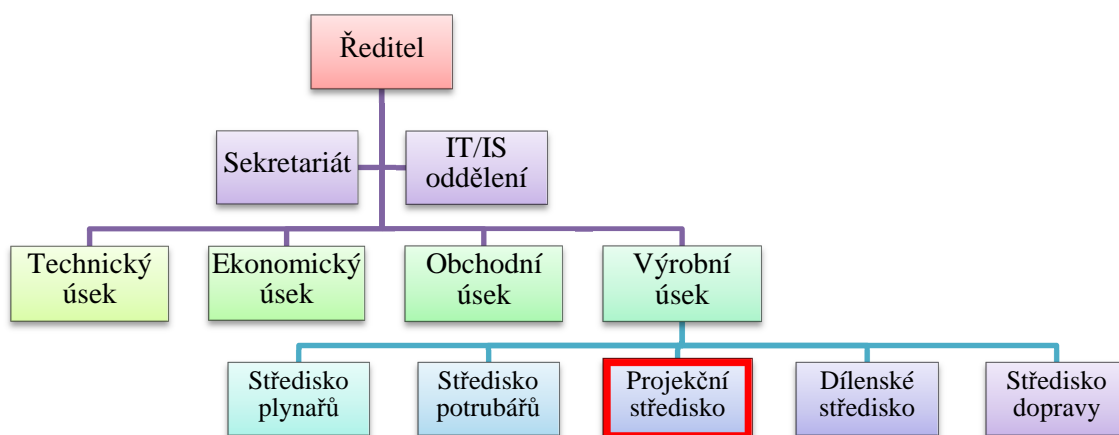 Ředitel
Sekretariát
IT/IS
oddělení
Technický
úsek
Ekonomický
úsek
Obchodní
úsek
Výrobní
úsek
Středisko
plynařů
Středisko
potrubářů
Projekční
středisko
Dílenské
středisko
Středisko
dopravy